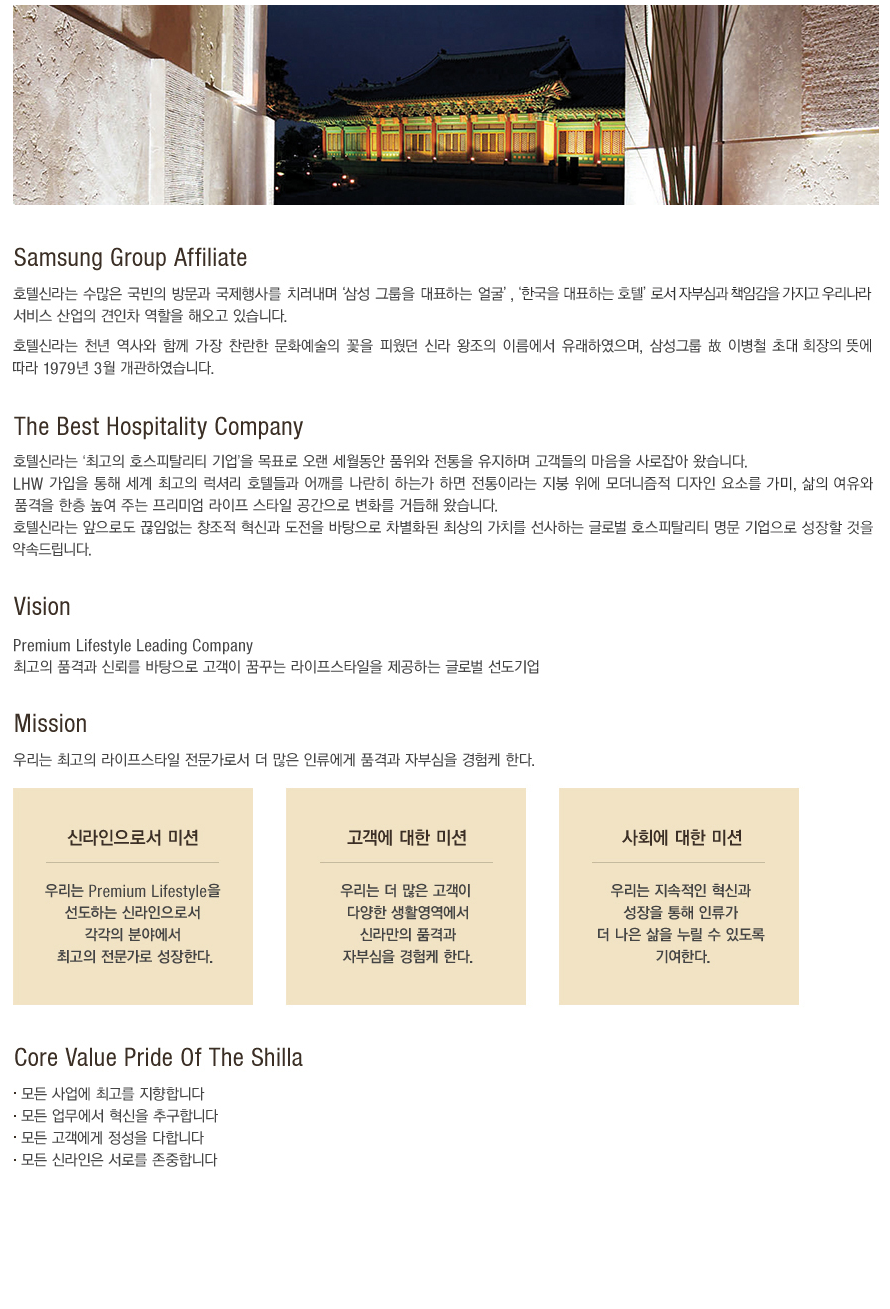 Samsung Group Affiliate
호텔신라는 수많은 국빈의 방문과 국제행사를 치러내며 ‘삼성 그룹을 대표하는 얼굴’ , ‘한국을 대표하는 호텔’ 로서 자부심과 책임감을 가지고 우리나라
서비스 산업의 견인차 역할을 해오고 있습니다.
호텔신라는 천년 역사와 함께 가장 찬란한 문화예술의 꽃을 피웠던 신라 왕조의 이름에서 유래하였으며, 삼성그룹 故 이병철 초대 회장의 뜻에
따라 1979년 3월 개관하였습니다.
The Best Hospitality Company
호텔신라는 ‘최고의 호스피탈리티 기업’을 목표로 오랜 세월동안 품위와 전통을 유지하며 고객들의 마음을 사로잡아 왔습니다.
LHW 가입을 통해 세계 최고의 럭셔리 호텔들과 어깨를 나란히 하는가 하면 전통이라는 지붕 위에 모더니즘적 디자인 요소를 가미, 삶의 여유와
품격을 한층 높여 주는 프리미엄 라이프 스타일 공간으로 변화를 거듭해 왔습니다.
호텔신라는 앞으로도 끊임없는 창조적 혁신과 도전을 바탕으로 차별화된 최상의 가치를 선사하는 글로벌 호스피탈리티 명문 기업으로 성장할 것을
약속드립니다.
Vision
Premium Lifestyle Leading Company
최고의 품격과 신뢰를 바탕으로 고객이 꿈꾸는 라이프스타일을 제공하는 글로벌 선도기업
Mission
우리는 최고의 라이프스타일 전문가로서 더 많은 인류에게 품격과 자부심을 경험케 한다.
신라인으로서 미션
우리는 Premium Lifestyle을
선도하는 신라인으로서
각각의 분야에서
최고의 전문가로 성장한다.
고객에 대한 미션
우리는 더 많은 고객이
다양한 생활영역에서
신라만의 품격과
자부심을 경험케 한다.
사회에 대한 미션
우리는 지속적인 혁신과
성장을 통해 인류가
더 나은 삶을 누릴 수 있도록
기여한다.
Core Value Pride Of The Shilla
· 모든 사업에 최고를 지향합니다
· 모든 업무에서 혁신을 추구합니다
· 모든 고객에게 정성을 다합니다
· 모든 신라인은 서로를 존중합니다